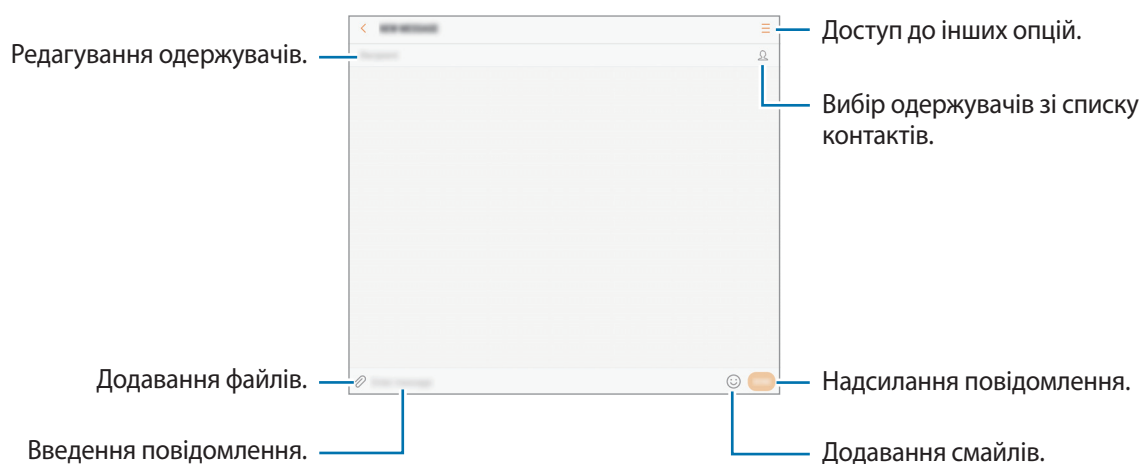 Редагування одержувачів.
Доступ до інших опцій.
Вибір одержувачів зі списку
контактів.
Додавання файлів.
Надсилання повідомлення.
Введення повідомлення.
Додавання смайлів.